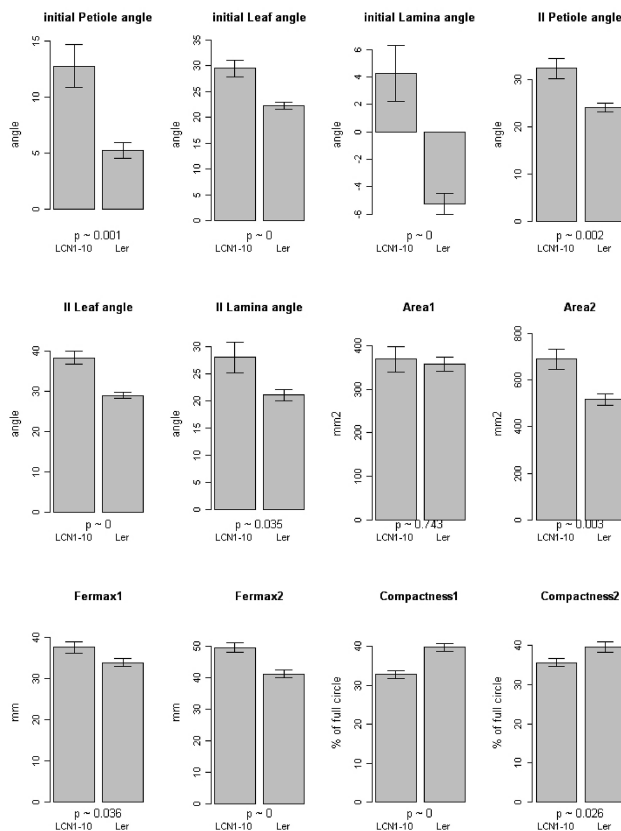 initial Petiole angle
angle
15
10
5
0
p ~ 0.001
LCN1-10 Ler
initial Leaf angle
angle
35
30
25
20
15
10
5
0
p ~ 0
LCN1-10 Ler
initial Lamina angle
angle
6
4
2
0
-2
-4
-6
p ~ 0
LCN1-10 Ler
II Petiole angle
angle
30
20
10
0
p ~ 0.002
LCN1-10 Ler
II Leaf angle
angle
40
30
20
10
0
p ~ 0
LCN1-10 Ler
II Lamina angle
angle
30
25
20
15
10
5
0
p ~ 0.035
LCN1-10 Ler
Area1
mm2
400
300
200
100
0
p ~ 0.743
LCN1-10 Ler
Area2
mm2
800
600
400
200
0
p ~ 0.003
LCN1-10 Ler
Fermax1
mm
40
30
20
10
0
p ~ 0.036
LCN1-10 Ler
Fermax2
mm
50
40
30
20
10
0
p ~ 0
LCN1-10 Ler
Compactness1
% of full circle
40
30
20
10
0
p ~ 0
LCN1-10 Ler
Compactness2
% of full circle
40
30
20
10
0
p ~ 0.026
LCN1-10 Ler